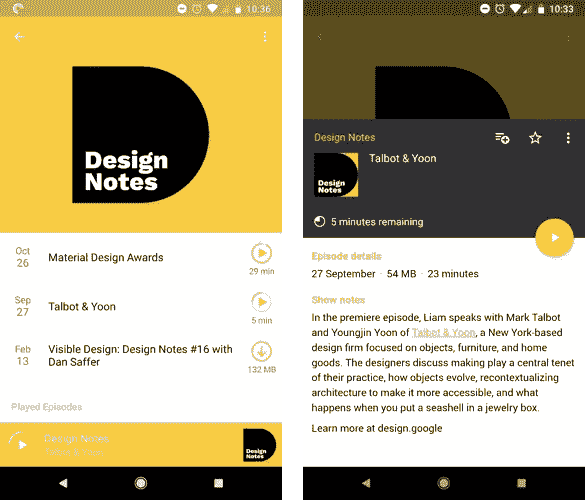 10:36
Design
Notes
Oct
26
Material Design Awards
29 min
Sep
27
Talbot & Yoon
5 min
Feb
13
Visible Design: Design Notes #16 with
Dan Saffer
132 MB
Played Episodes
Design Notes
Talbot & Yoon
Design
Notes
10:33
Design Notes
Talbot & Yoon
Design
Notes
5 minutes remaining
Episode details
27 September · 54 MB · 23 minutes
Show notes
In the premiere episode, Liam speaks with Mark Talbot
and Youngjin Yoon of Talbot & Yoon, a New York-based
design firm focused on objects, furniture, and home
goods. The designers discuss making play a central tenet
of their practice, how objects evolve, recontextualizing
architecture to make it more accessible, and what
happens when you put a seashell in a jewelry box.
Learn more at design.google